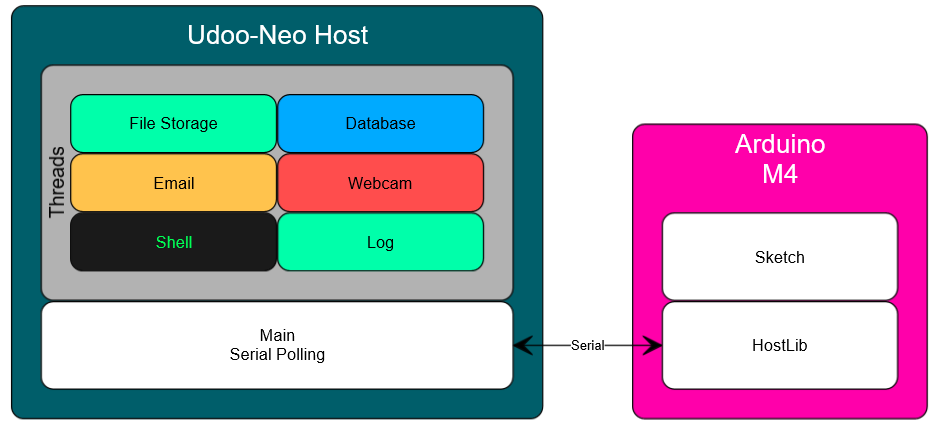 Udoo-Neo Host
Threads
File Storage
Database
Email
Webcam
Shell
Log
Main
Serial Polling
Serial
Arduino
M4
Sketch
HostLib